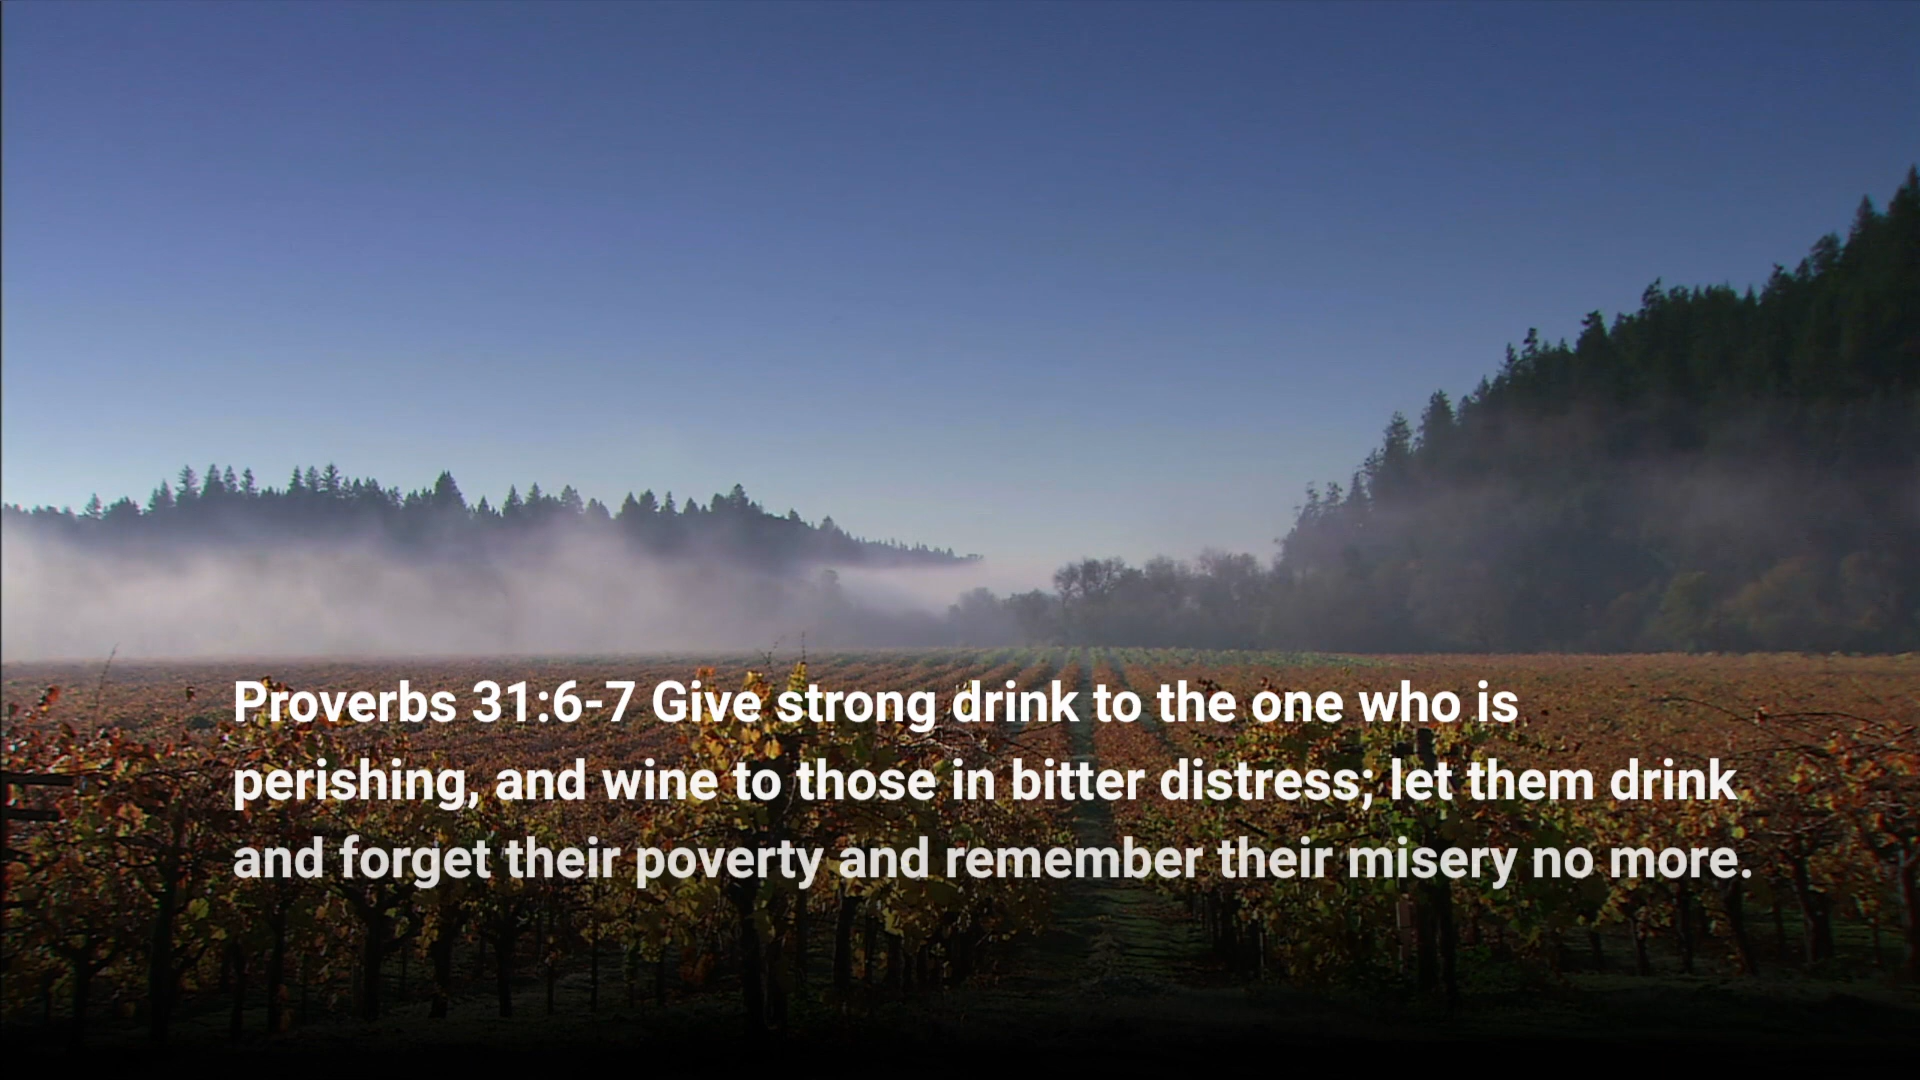 Proverbs 31:6-7 Give strong drink to the one who is
perishing, and wine to those in bitter distress; let them drink
and forget their poverty and remember their misery no more.